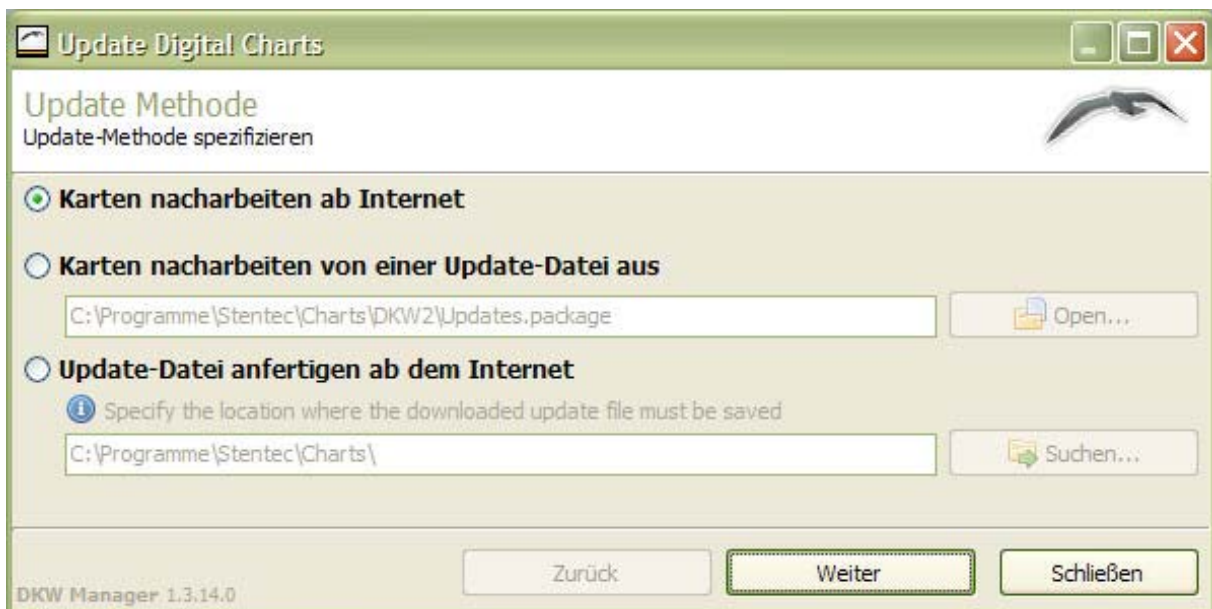 Update Digital Charts
Update Methode
Update-Methode spezifizieren
Karten nacharbeiten ab Internet
Karten nacharbeiten von einer Update-Datei aus
C:\Programme\Stentec\Charts\DKW2\Updates.package
Open...
Update-Datei anfertigen ab dem Internet
Specify the location where the downloaded update file must be saved
C:\Programme\Stentec\Charts\
Suchen...
Zurück
Weiter
Schließen
DKW Manager 1.3.14.0